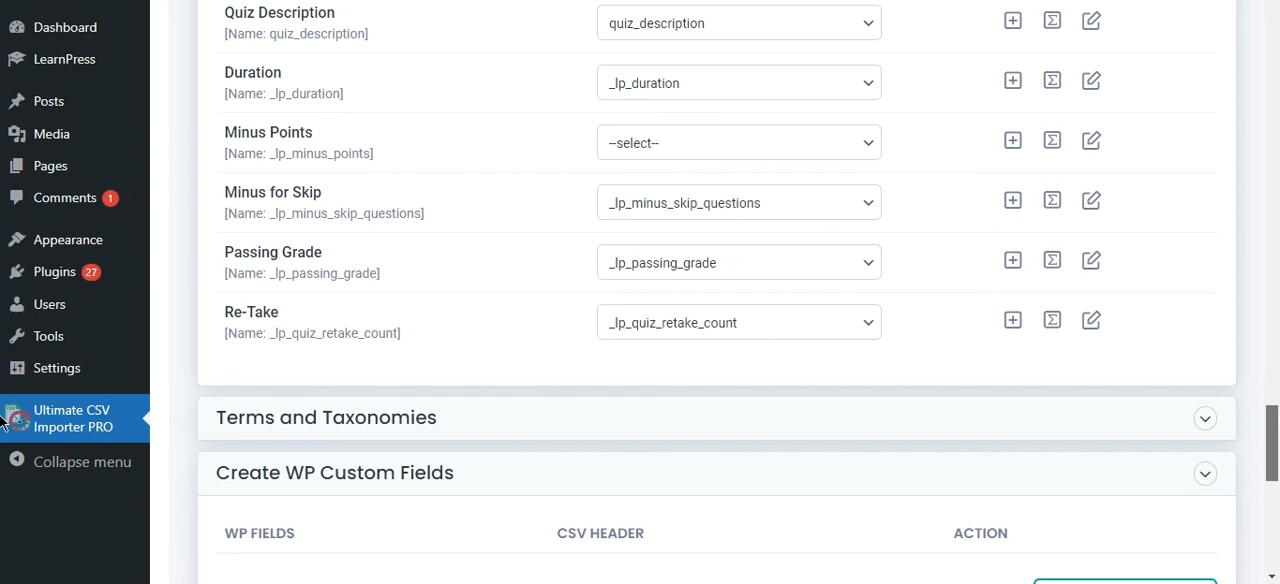 Dashboard
LearnPress
Posts
Media
Pages
Comments 1
Appearance
Plugins 27
Users
Tools
Settings
Ultimate CSV
Importer PRO
Collapse menu
Quiz Description
[Name: quiz_description]
quiz_description
Duration
[Name: _lp_duration]
_lp_duration
Minus Points
[Name: _lp_minus_points]
--select--
Minus for Skip
[Name: _lp_minus_skip_questions]
_lp_minus_skip_questions
Passing Grade
[Name: _lp_passing_grade]
_lp_passing_grade
Re-Take
[Name: _lp_quiz_retake_count]
_lp_quiz_retake_count
Terms and Taxonomies
Create WP Custom Fields
WP FIELDS CSV HEADER ACTION